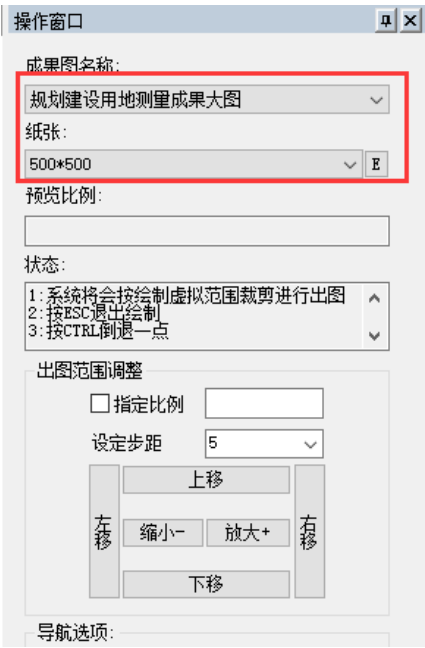 操作窗口
成果图名称:
规划建设用地测量成果大图
纸张:
500*500
E
预览比例:
状态:
1:系统将会按绘制虚拟范围裁剪进行出图
2:按ESC退出绘制
3:按CTRL倒退一点
出图范围调整
指定比例
设定步距 5
上移
左移 缩小- 放大+ 右移
下移
导航选项: